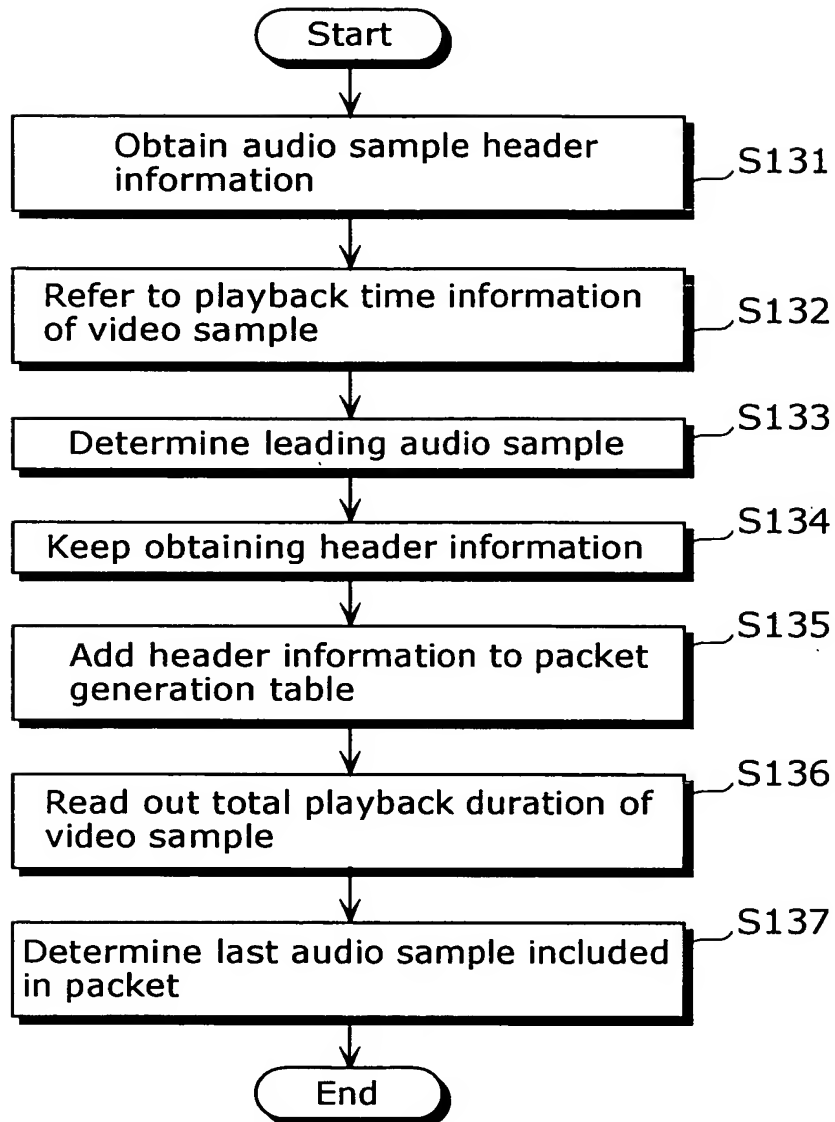 Start
Obtain audio sample header
information
S131
Refer to playback time information
of video sample
S132
Determine leading audio sample
S133
Keep obtaining header information
S134
Add header information to packet
generation table
S135
Read out total playback duration of
video sample
S136
Determine last audio sample included
in packet
S137
End